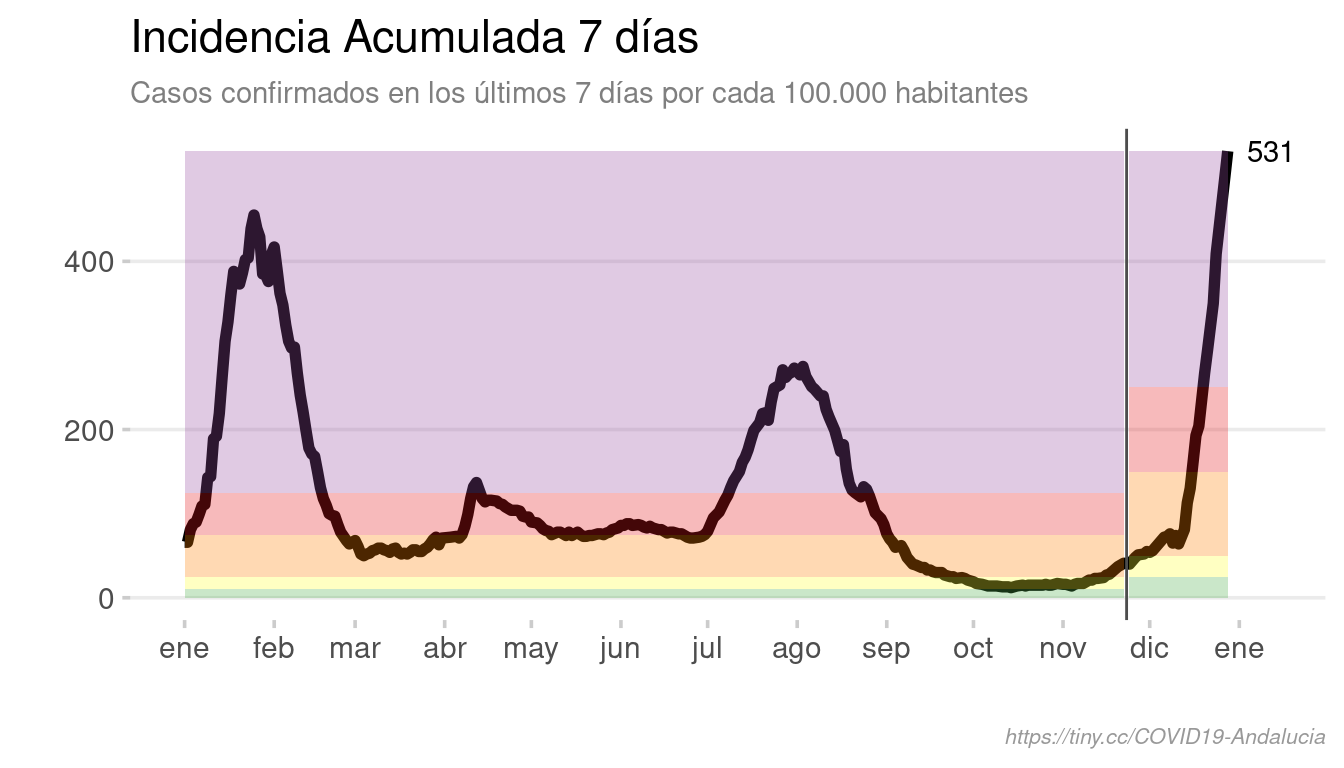 Incidencia Acumulada 7 días
Casos confirmados en los últimos 7 días por cada 100.000 habitantes
531
400
200
0
ene feb mar abr may jun jul ago sep oct nov dic ene
https://tiny.cc/COVID19-Andalucia